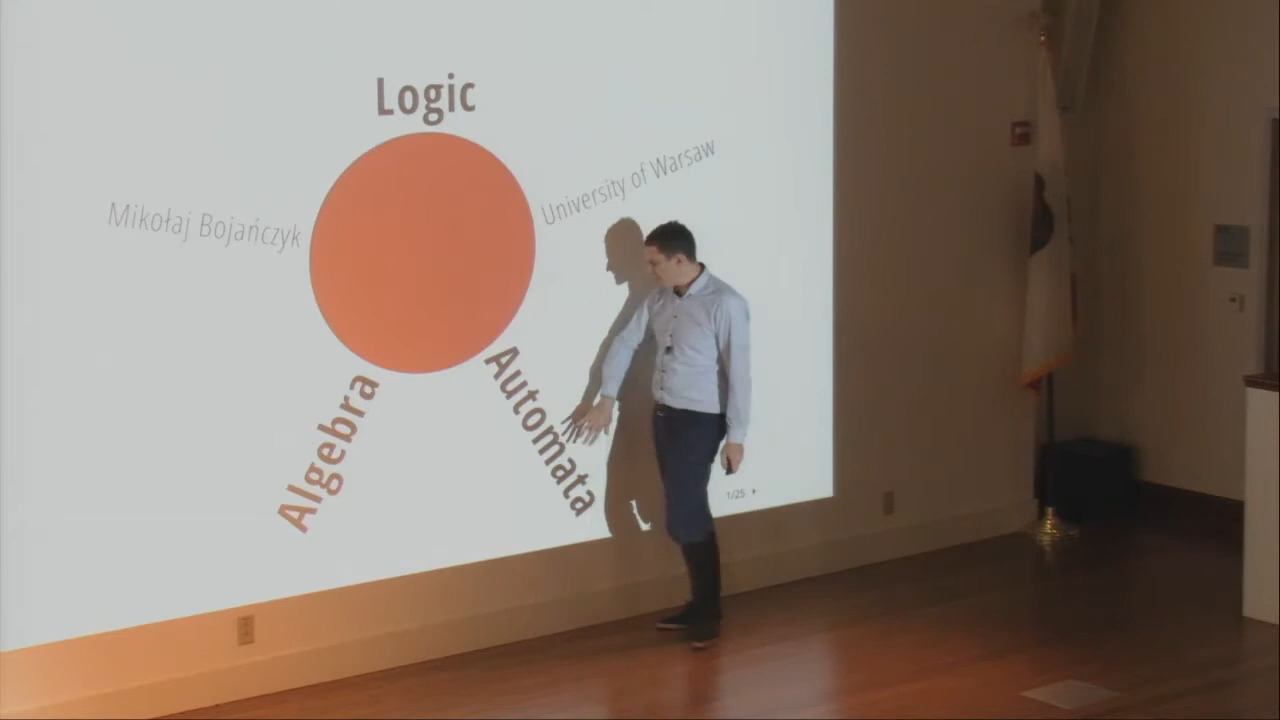 Logic
Mikołaj Bojańczyk
University of Warsaw
Algebra
Automata
1/25